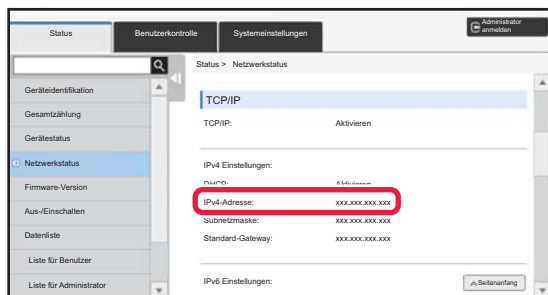 Status
Benutzerkontrolle
Systemeinstellungen
Administrator
anmelden
Status > Netzwerkstatus
Geräteidentifikation
Gesamtzählung
Gerätestatus
Netzwerkstatus
Firmware-Version
Aus-/Einschalten
Datenliste
Liste für Benutzer
Liste für Administrator
TCP/IP
TCP/IP: Aktivieren
IPv4 Einstellungen:
DHCP: Aktivieren
IPv4-Adresse: xxx.xxx.xxx.xxx
Subnetzmaske: xxx.xxx.xxx.xxx
Standard-Gateway: xxx.xxx.xxx.xxx
IPv6 Einstellungen:
Seitenanfang